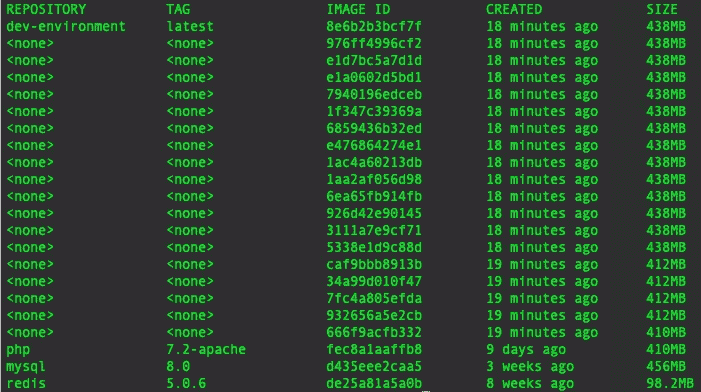 REPOSITORY TAG IMAGE ID CREATED SIZE
dev-environment latest 8e6b2b3bcf7f 18 minutes ago 438MB
<none> <none> 976ff4996cf2 18 minutes ago 438MB
<none> <none> e1d7bc5a7d1d 18 minutes ago 438MB
<none> <none> e1a0602d5bd1 18 minutes ago 438MB
<none> <none> 7940196edceb 18 minutes ago 438MB
<none> <none> 1f347c39369a 18 minutes ago 438MB
<none> <none> 6859436b32ed 18 minutes ago 438MB
<none> <none> e476864274e1 18 minutes ago 438MB
<none> <none> 1ac4a60213db 18 minutes ago 438MB
<none> <none> 1aa2af056d98 18 minutes ago 438MB
<none> <none> 6ea65fb914fb 18 minutes ago 438MB
<none> <none> 926d42e90145 18 minutes ago 438MB
<none> <none> 3111a7e9cf71 18 minutes ago 438MB
<none> <none> 5338e1d9c88d 18 minutes ago 438MB
<none> <none> caf9bbb8913b 19 minutes ago 412MB
<none> <none> 34a99d010f47 19 minutes ago 412MB
<none> <none> 7fc4a805efda 19 minutes ago 412MB
<none> <none> 932656a5e2cb 19 minutes ago 412MB
<none> <none> 666f9acfb332 19 minutes ago 410MB
php 7.2-apache fec8a1aaffb8 9 days ago 410MB
mysql 8.0 d435eee2caa5 3 weeks ago 456MB
redis 5.0.6 de25a81a5a0b 8 weeks ago 98.2MB